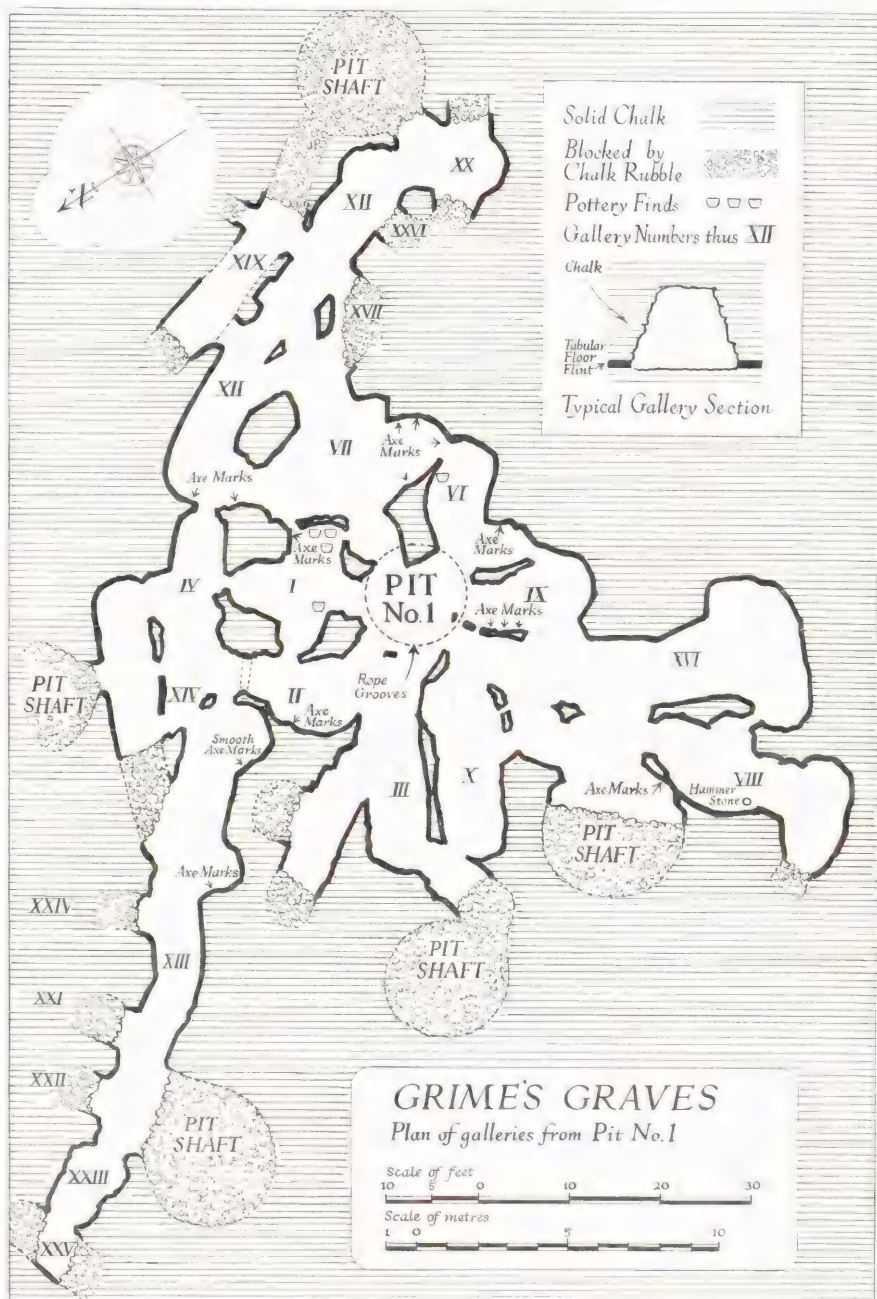 PIT
SHAFT
JP.
XX
XII
XXVI
XIX
XVII
XII
VII
Axe
Marks
VI
Axe Marks
Axe
Marks
Axe
Marks
IV
I
PIT
No.1
IX
Axe Marks
XVI
PIT
SHAFT
XIV
II
Rope
Grooves
Axe
Marks
Smooth
Axe Marks
III
X
Axe Marks
Hammer
Stone
VIII
PIT
SHAFT
Axe Marks
XXIV
XIII
PIT
SHAFT
XXI
XXII
PIT
SHAFT
XXIII
XXV
N
Solid Chalk
Blocked by
Chalk Rubble
Pottery Finds
Gallery Numbers thus XII
Chalk
Tabular
Floor
Flint
Typical Gallery Section
GRIME'S GRAVES
Plan of galleries from Pit No.1
Scale of feet
10 5 0 10 20 30
Scale of metres
1 0 5 10